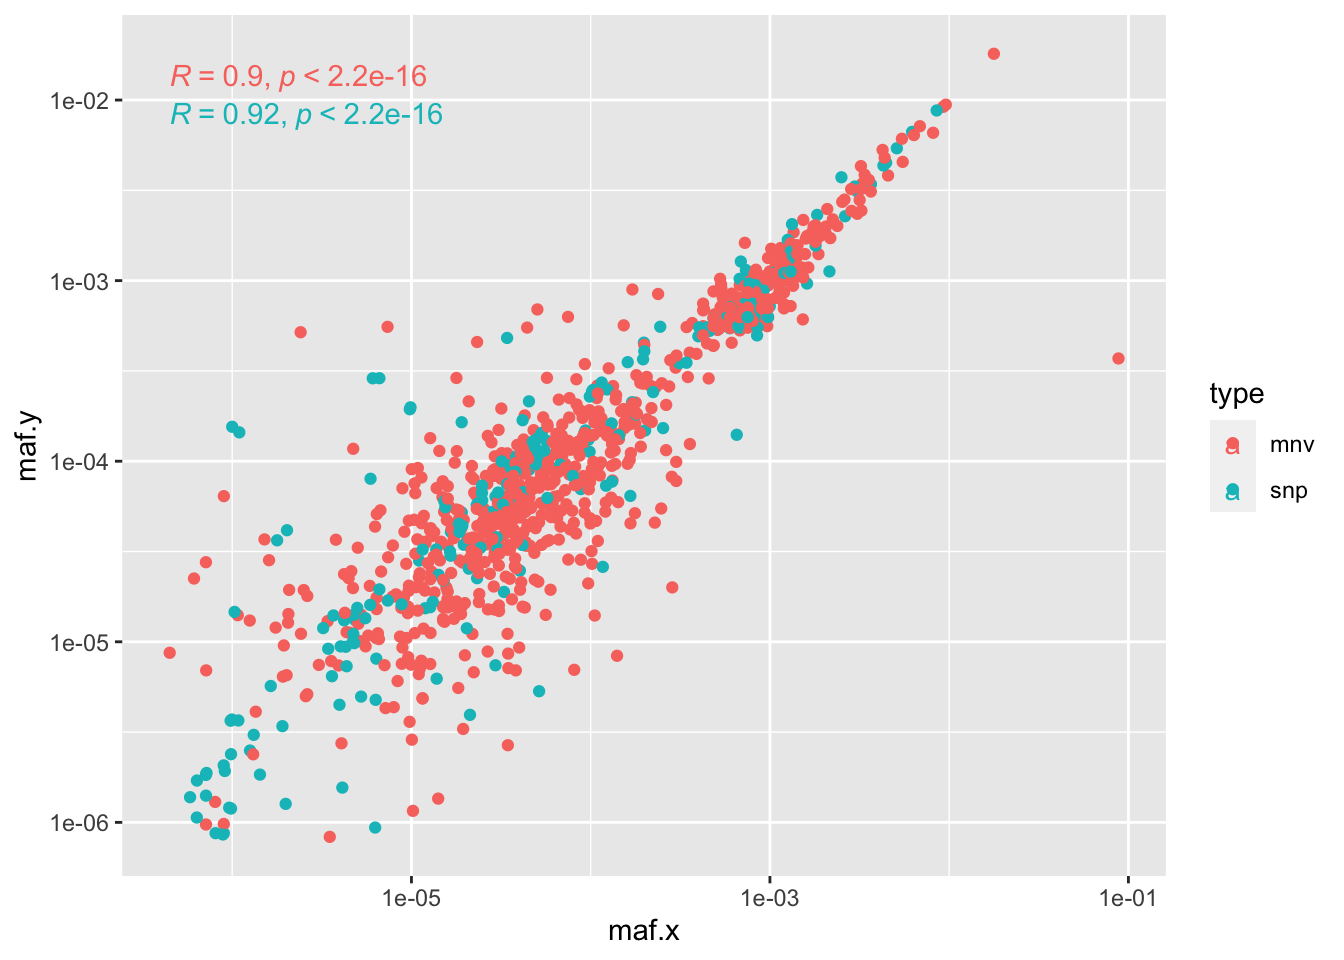 R = 0.9, p < 2.2e-16
R = 0.92, p < 2.2e-16
1e-02
1e-03
1e-04
1e-05
1e-06
maf.y
1e-05
1e-03
1e-01
maf.x
type
a mnv
a snp